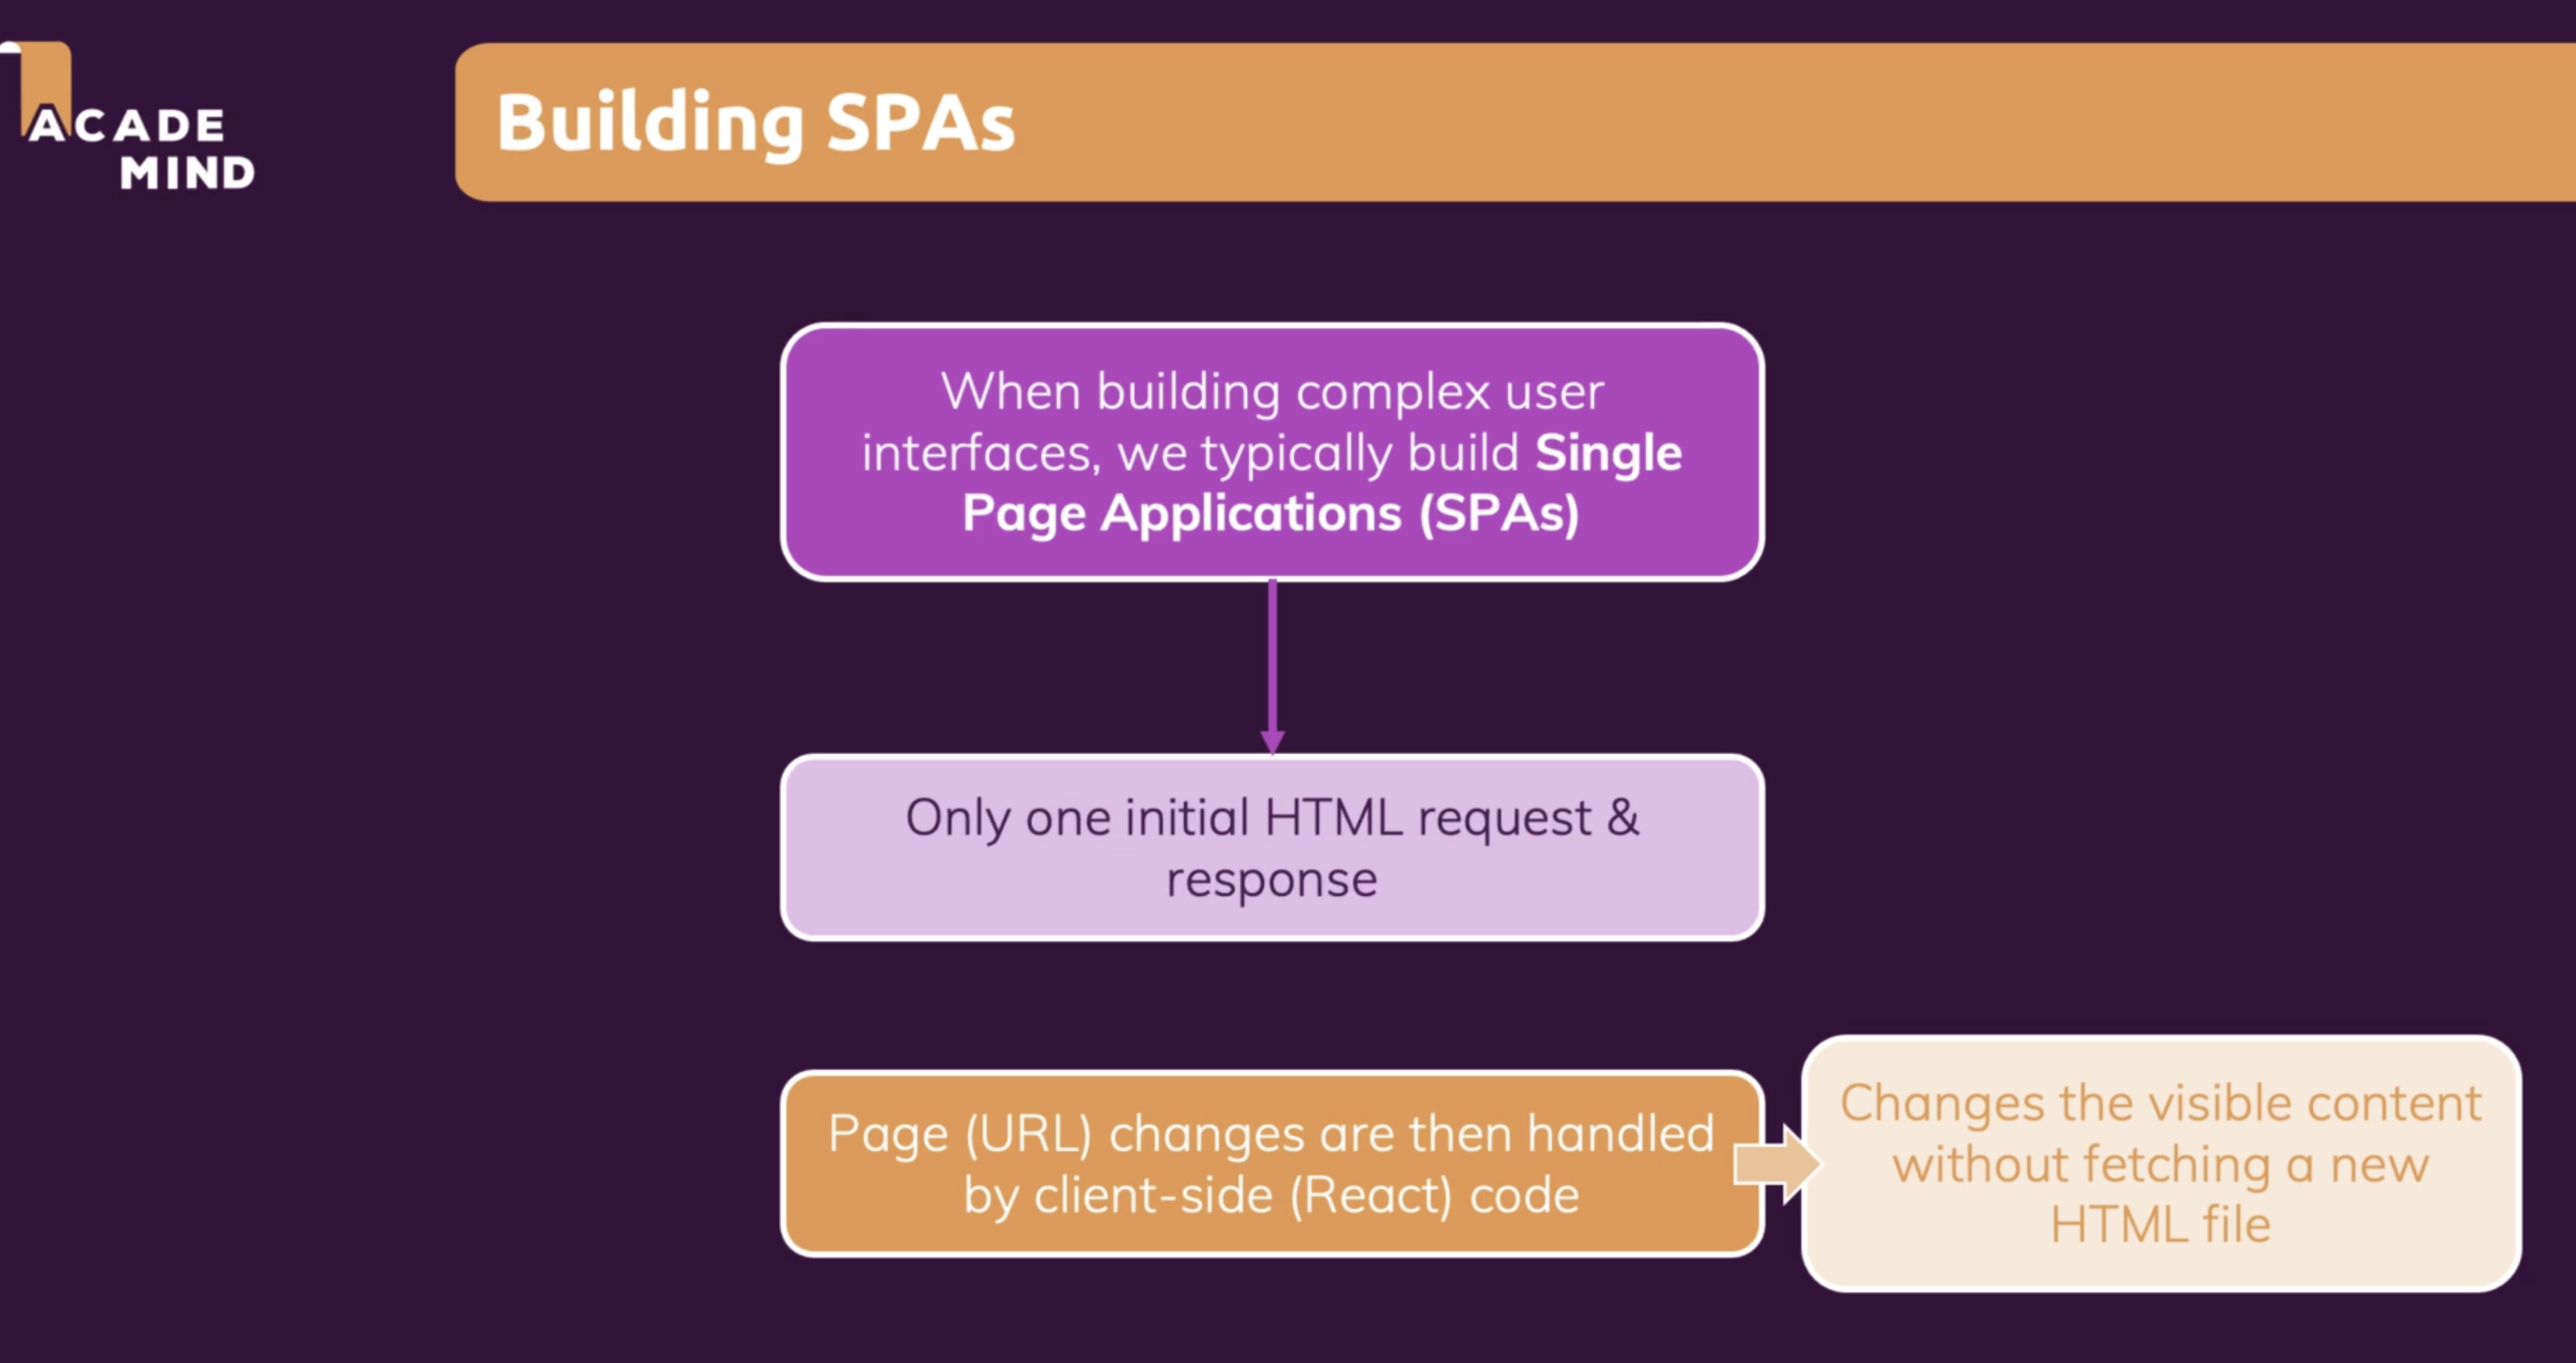 ACADE
MIND
Building SPAs
When building complex user
interfaces, we typically build Single
Page Applications (SPAs)
Only one initial HTML request &
response
Page (URL) changes are then handled
by client-side (React) code
Changes the visible content
without fetching a new
HTML file